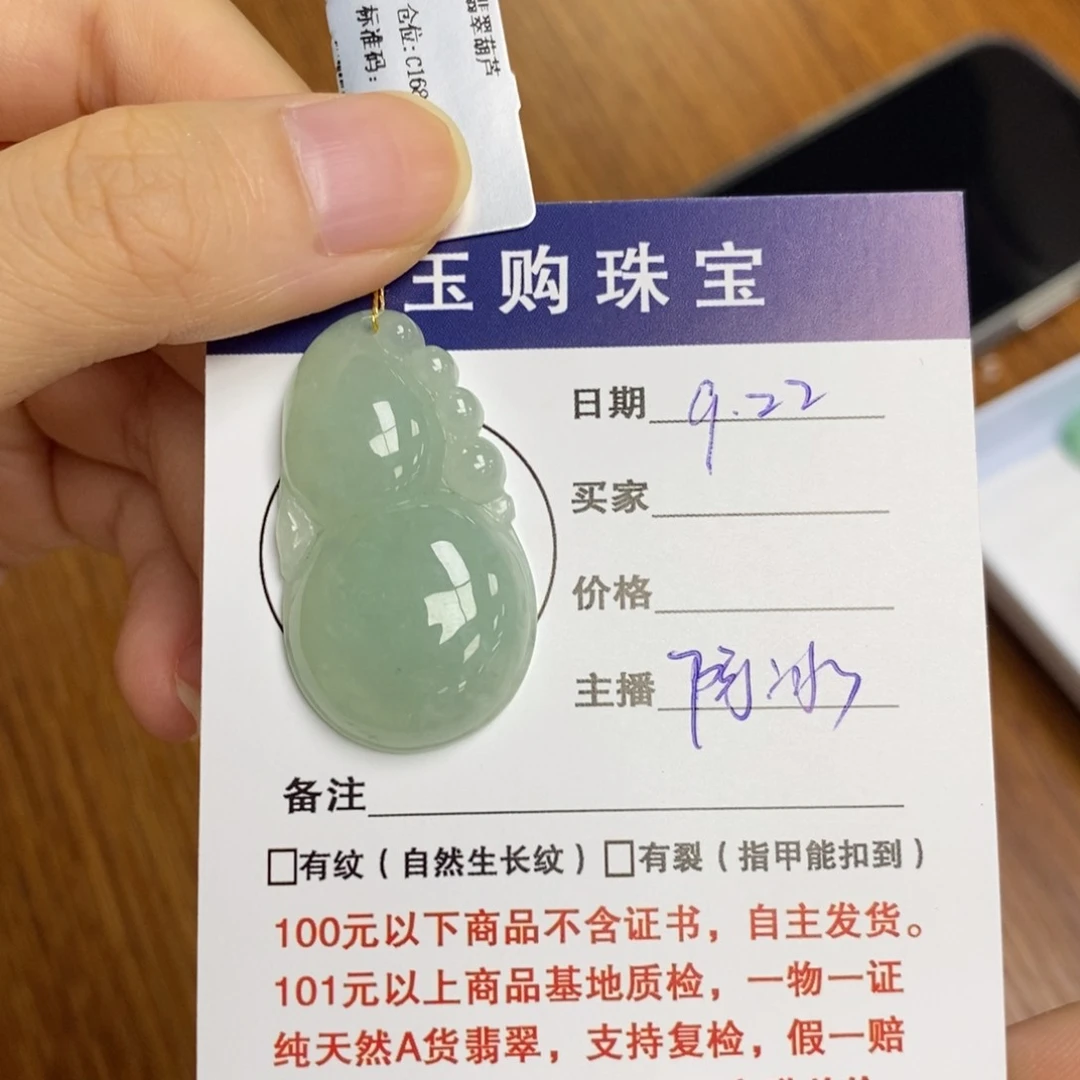 翡翠葫芦
仓位:C168
标准码:
玉购珠宝
日期 9.22
买家
价格
主播 陶冰
备注
□有纹(自然生长纹) □有裂(指甲能扣到)
100元以下商品不含证书，自主发货。
101元以上商品基地质检，一物一证
纯天然A货翡翠，支持复检，假一赔